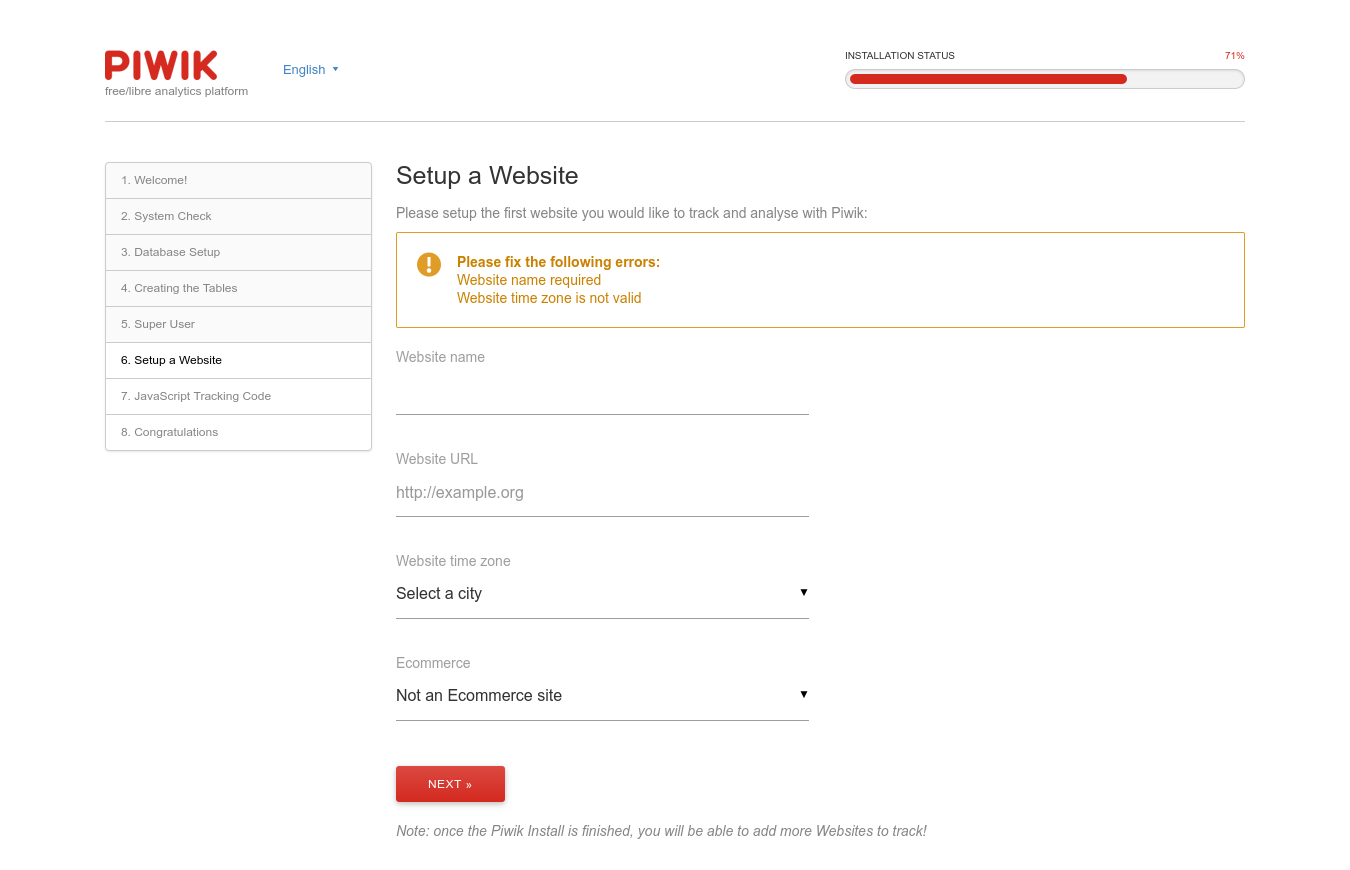 PIWIK
free/libre analytics platform
English
INSTALLATION STATUS 71%
1. Welcome!
2. System Check
3. Database Setup
4. Creating the Tables
5. Super User
6. Setup a Website
7. JavaScript Tracking Code
8. Congratulations
Setup a Website
Please setup the first website you would like to track and analyse with Piwik:
Please fix the following errors:
Website name required
Website time zone is not valid
Website name
Website URL
http://example.org
Website time zone
Select a city
Ecommerce
Not an Ecommerce site
NEXT »
Note: once the Piwik Install is finished, you will be able to add more Websites to track!